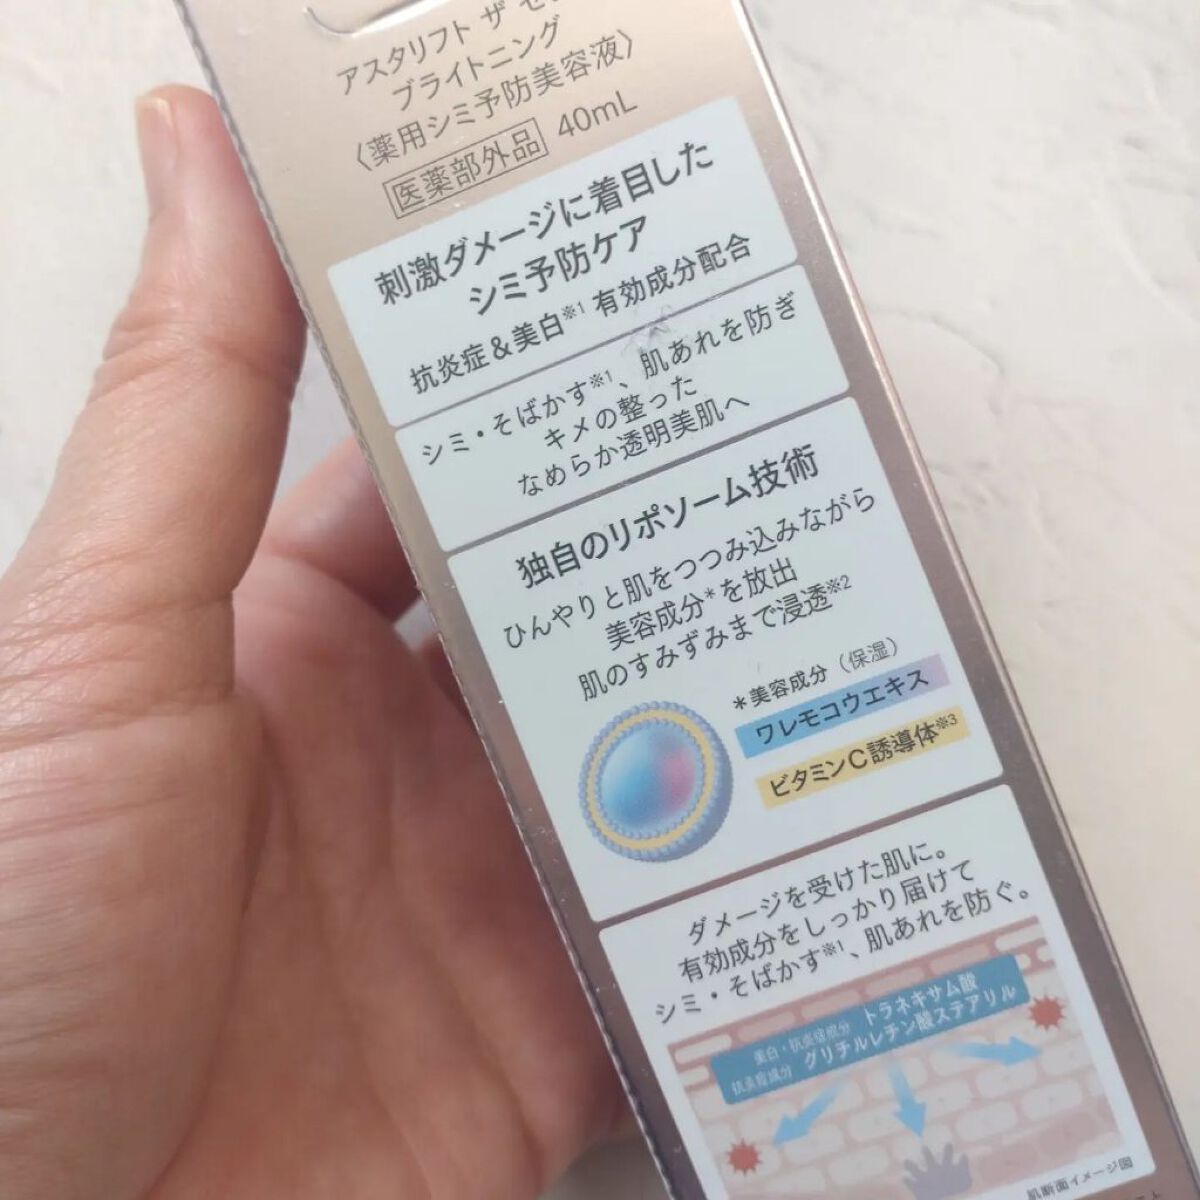 アスタリフト ザ セ
ブライトニング
〈薬用シミ予防美容液〉
医薬部外品 40mL
刺激ダメージに着目した
シミ予防ケア
抗炎症&美白※1 有効成分配合
シミ・そばかす※1、肌あれを防ぎ
キメの整った
なめらか透明美肌へ
独自のリポソーム技術
ひんやりと肌をつつみ込みながら
美容成分*を放出
肌のすみずみまで浸透※2
*美容成分(保湿)
ワレモコウエキス
ビタミンC誘導体※3
ダメージを受けた肌に。
有効成分をしっかり届けて
シミ・そばかす※1、肌あれを防ぐ。
美白・抗炎症成分 トラネキサム酸
抗炎症成分 グリチルレチン酸ステアリル
肌断面イメージ図